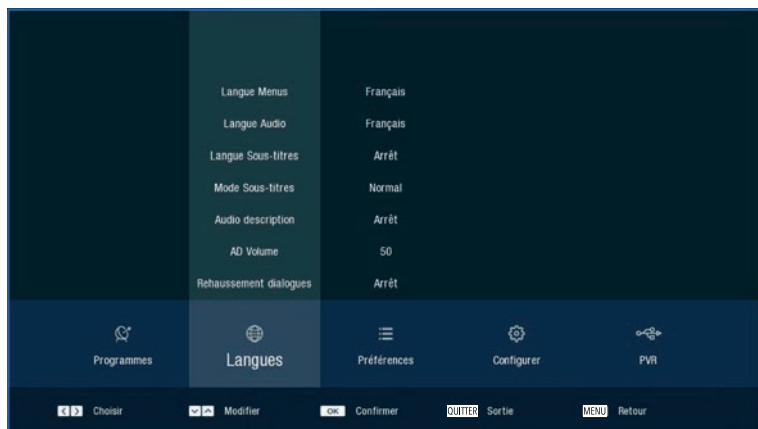 Langue Menus Français
Langue Audio Français
Langue Sous-titres Arrêt
Mode Sous-titres Normal
Audio description Arrêt
AD Volume 50
Rehaussement dialogues Arrêt
Programmes Langues Préférences Configurer PVR
Choisir Modifier OK Confirmer QUITTER Sortie MENU Retour